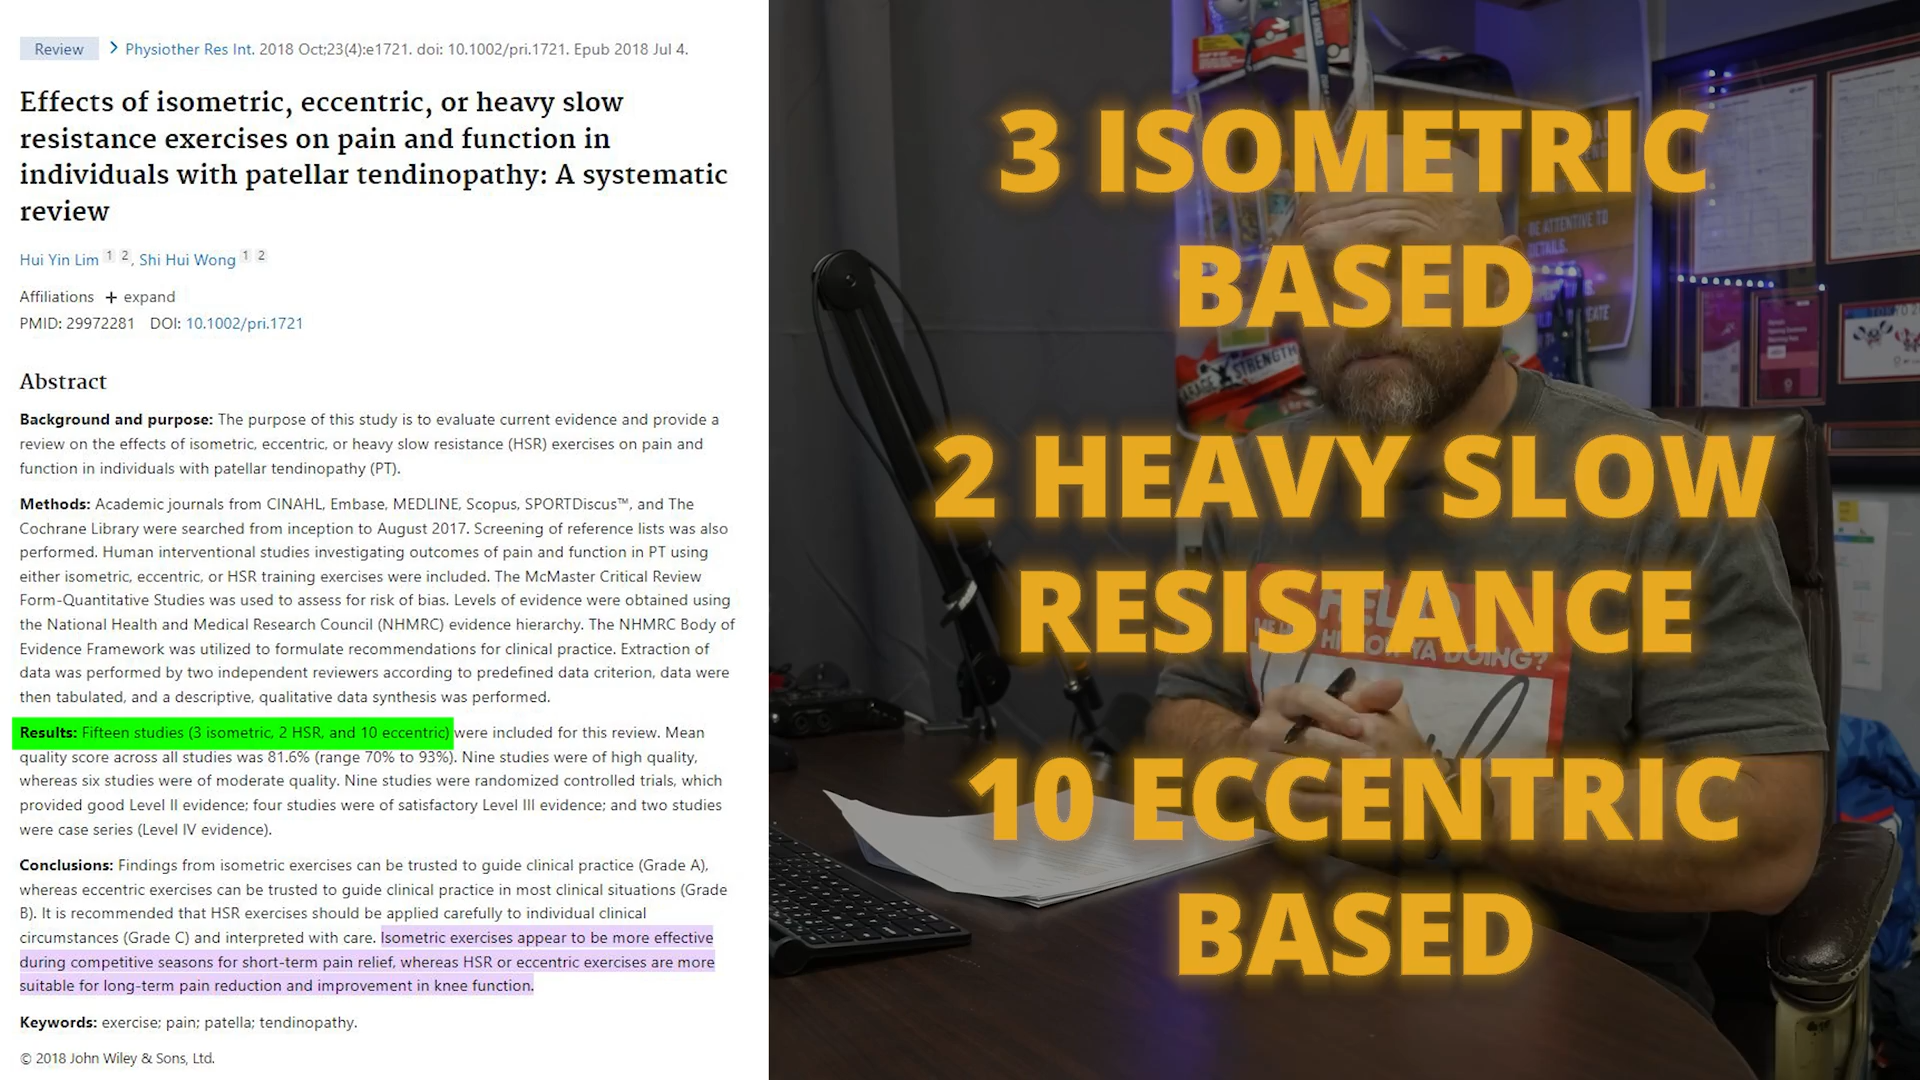 Review > Physiother Res Int. 2018 Oct;23(4):e1721. doi: 10.1002/pri.1721. Epub 2018 Jul 4.
Effects of isometric, eccentric, or heavy slow
resistance exercises on pain and function in
individuals with patellar tendinopathy: A systematic
review
Hui Yin Lim 1 2, Shi Hui Wong 1 2
Affiliations + expand
PMID: 29972281 DOI: 10.1002/pri.1721
Abstract
Background and purpose: The purpose of this study is to evaluate current evidence and provide a
review on the effects of isometric, eccentric, or heavy slow resistance (HSR) exercises on pain and
function in individuals with patellar tendinopathy (PT).
Methods: Academic journals from CINAHL, Embase, MEDLINE, Scopus, SPORTDiscus™, and The
Cochrane Library were searched from inception to August 2017. Screening of reference lists was also
performed. Human interventional studies investigating outcomes of pain and function in PT using
either isometric, eccentric, or HSR training exercises were included. The McMaster Critical Review
Form-Quantitative Studies was used to assess for risk of bias. Levels of evidence were obtained using
the National Health and Medical Research Council (NHMRC) evidence hierarchy. The NHMRC Body of
Evidence Framework was utilized to formulate recommendations for clinical practice. Extraction of
data was performed by two independent reviewers according to predefined data criterion, data were
then tabulated, and a descriptive, qualitative data synthesis was performed.
Results: Fifteen studies (3 isometric, 2 HSR, and 10 eccentric) were included for this review. Mean
quality score across all studies was 81.6% (range 70% to 93%). Nine studies were of high quality,
whereas six studies were of moderate quality. Nine studies were randomized controlled trials, which
provided good Level II evidence; four studies were of satisfactory Level III evidence; and two studies
were case series (Level IV evidence).
Conclusions: Findings from isometric exercises can be trusted to guide clinical practice (Grade A),
whereas eccentric exercises can be trusted to guide clinical practice in most clinical situations (Grade
B). It is recommended that HSR exercises should be applied carefully to individual clinical
circumstances (Grade C) and interpreted with care. Isometric exercises appear to be more effective
during competitive seasons for short-term pain relief, whereas HSR or eccentric exercises are more
suitable for long-term pain reduction and improvement in knee function.
Keywords: exercise; pain; patella; tendinopathy.
© 2018 John Wiley & Sons, Ltd.
3 ISOMETRIC
BASED
2 HEAVY SLOW
RESISTANCE
10 ECCENTRIC
BASED
BE ATTENTIVE TO
DETAILS.
STRENGTH
HELLO
YA DOING?